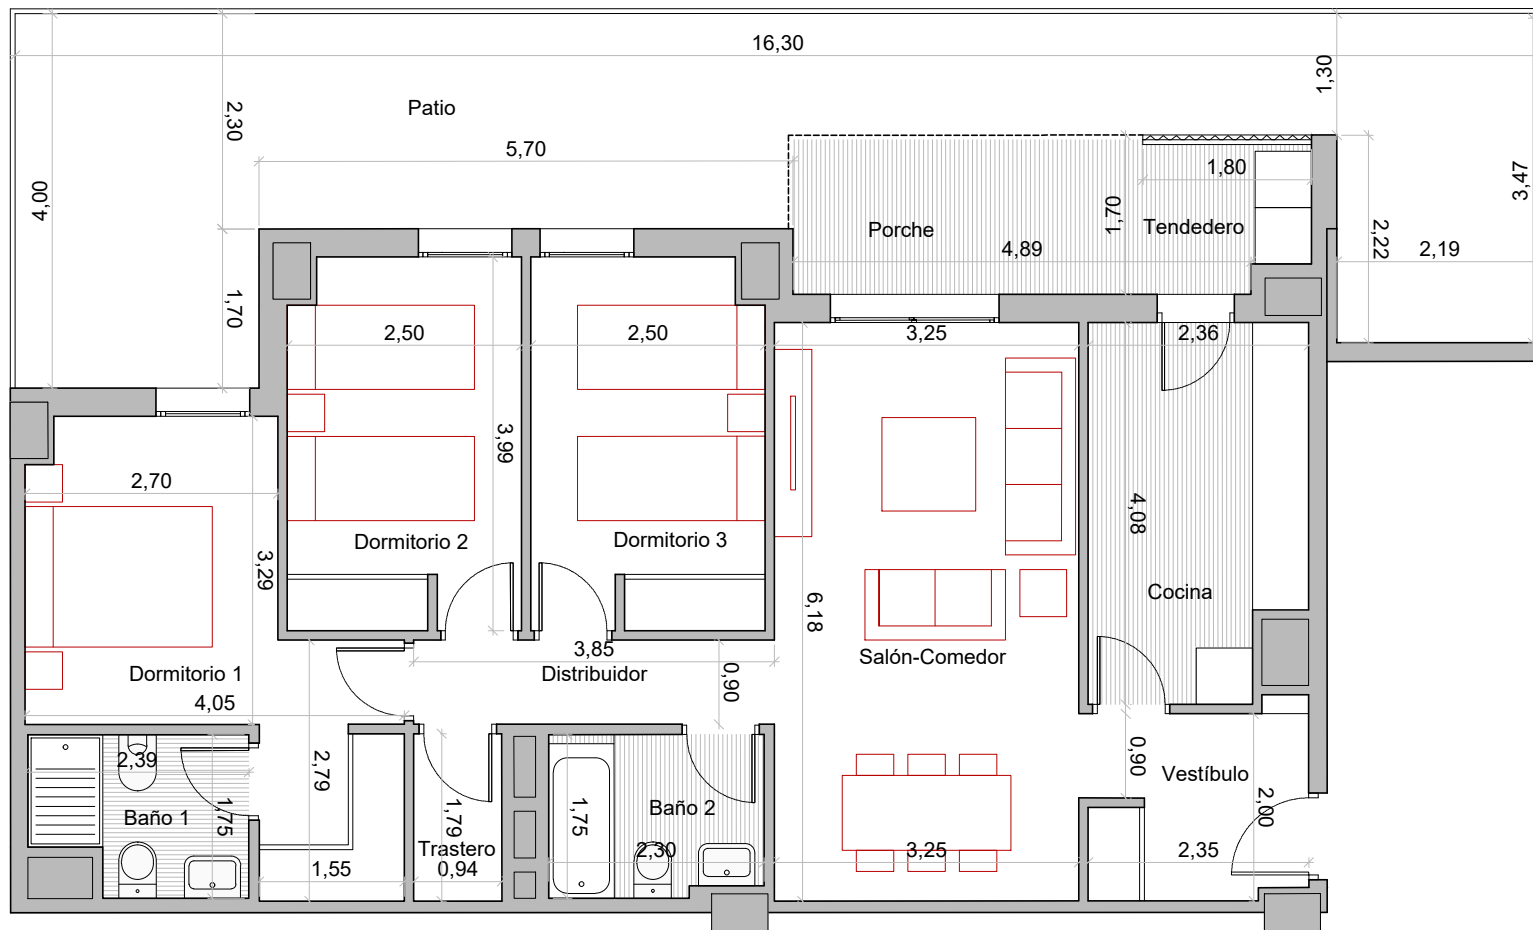 16,30
1,30
Patio
2,30
5,70
1,80
4,00
3,47
1,70
Porche
Tendedero
2,22
4,89
2,19
1,70
2,50
2,50
3,25
2,36
3,99
2,70
4,08
Dormitorio 2
Dormitorio 3
3,29
Cocina
6,18
3,85
Salón-Comedor
Dormitorio 1
Distribuidor
0,90
4,05
0,90
2,39
2,79
Vestíbulo
Baño 1
1,75
1,79
1,75
Baño 2
2,00
Trastero
2,30
3,25
2,35
1,55
0,94